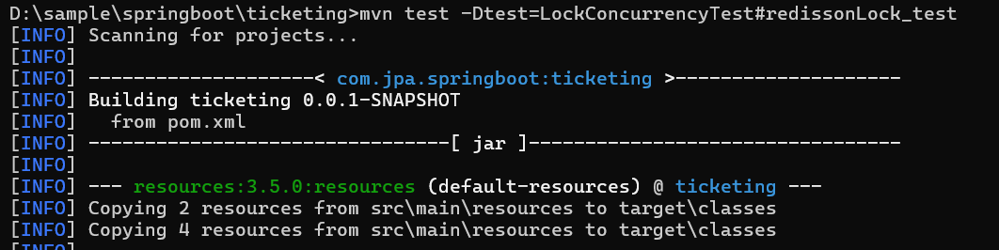 D:\sample\springboot\ticketing>mvn test -Dtest=LockConcurrencyTest#redissonLock_test
[INFO] Scanning for projects...
[INFO]
[INFO] --------------------< com.jpa.springboot:ticketing >--------------------
[INFO] Building ticketing 0.0.1-SNAPSHOT
[INFO]   from pom.xml
[INFO] --------------------------------[ jar ]---------------------------------
[INFO]
[INFO] --- resources:3.5.0:resources (default-resources) @ ticketing ---
[INFO] Copying 2 resources from src\main\resources to target\classes
[INFO] Copying 4 resources from src\main\resources to target\classes
[INFO]